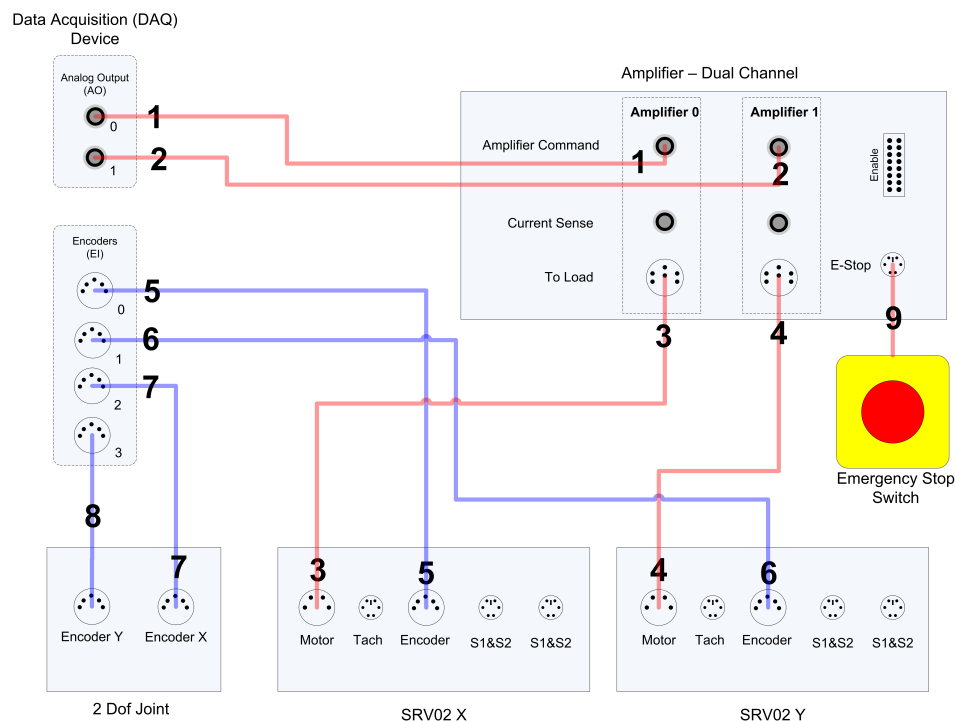 Data Acquisition (DAQ)
Device
Analog Output
(AO)
0
1
1
2
Encoders
(EI)
0
1
2
3
5
6
7
8
Amplifier – Dual Channel
Amplifier 0
Amplifier 1
Amplifier Command
1
2
Enable
Current Sense
To Load
E-Stop
3
4
9
Emergency Stop
Switch
7
Encoder Y
Encoder X
2 Dof Joint
3
5
Motor
Tach
Encoder
S1&S2
S1&S2
SRV02 X
4
6
Motor
Tach
Encoder
S1&S2
S1&S2
SRV02 Y